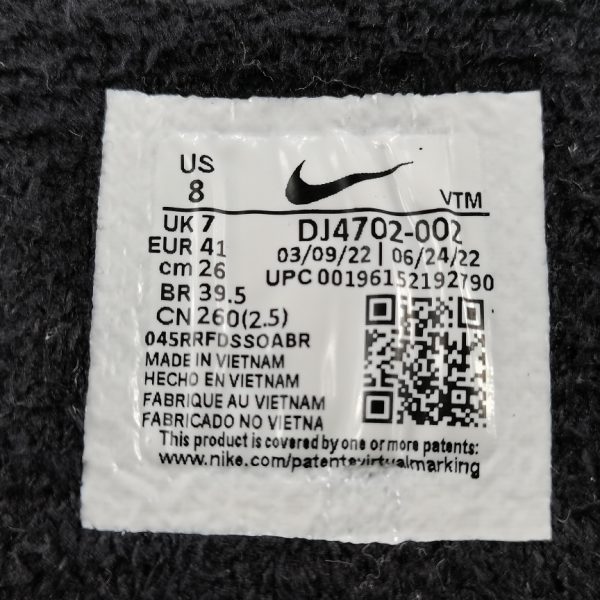 US
8
VTM
UK 7
EUR 41
cm 26
BR 39.5
CN 260(2.5)
DJ4702-002
03/09/22 | 06/24/22
UPC 00196152192790
045RRFDSSOABR
MADE IN VIETNAM
HECHO EN VIETNAM
FABRIQUE AU VIETNAM
FABRICADO NO VIETNA
This product is covered by one or more patents:
www.nike.com/patentvirtualmarking